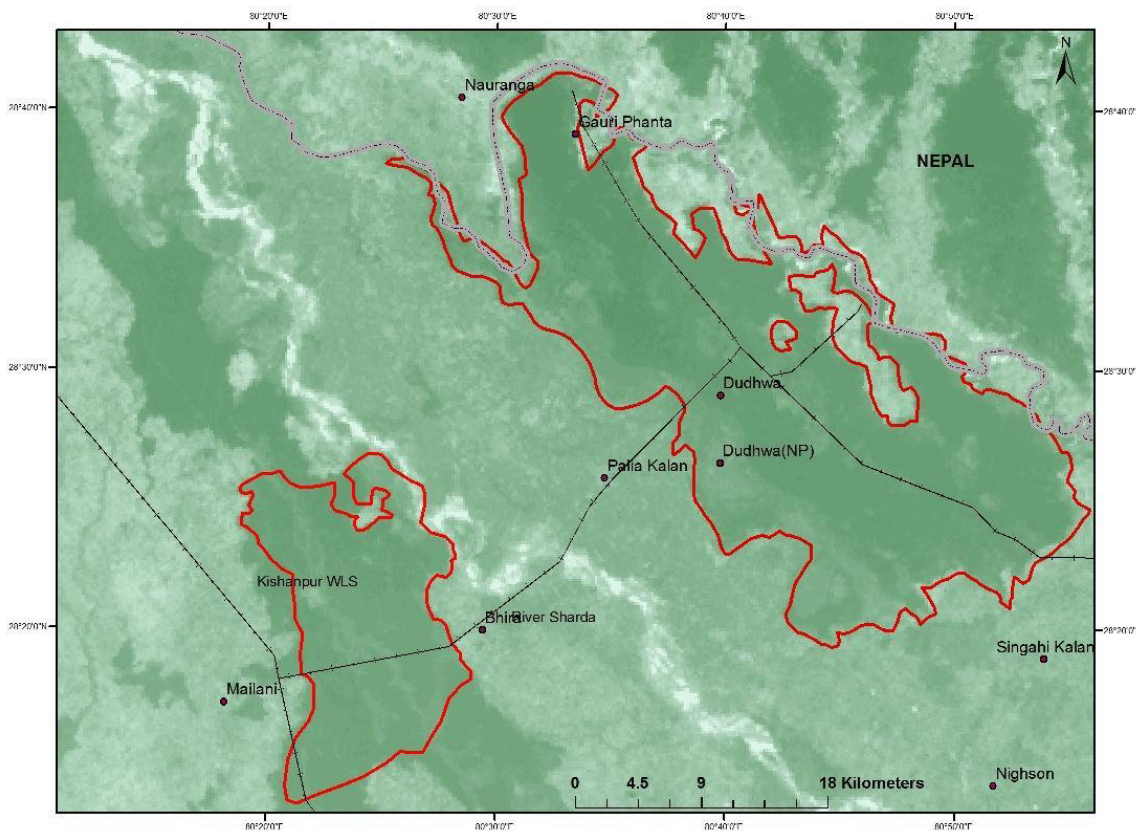 80°20'0"E 80°30'0"E 80°40'0"E 80°50'0"E
N
Nauranga
28°40'0"N
28°40'0"N
Gauri Phanta
NEPAL
28°30'0"N
28°30'0"N
Dudhwa
Dudhwa(NP)
Palia Kalan
Kishanpur WLS
Bhira
River Sharda
28°20'0"N
28°20'0"N
Singahi Kalan
Mailani
Nighson
0 4.5 9 18 Kilometers
80°20'0"E 80°30'0"E 80°40'0"E 80°50'0"E